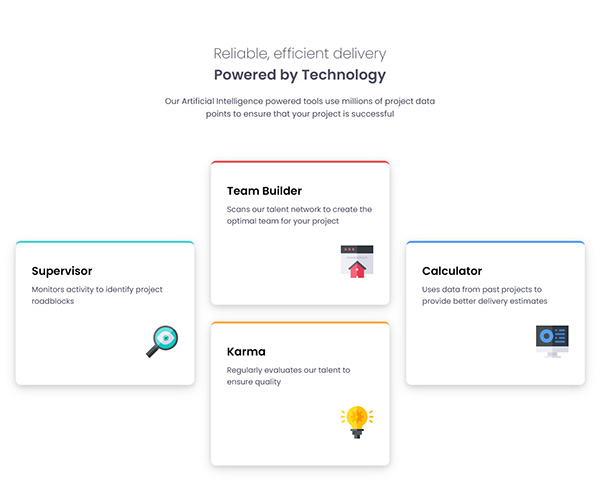 Reliable, efficient delivery
Powered by Technology
Our Artificial Intelligence powered tools use millions of project data
points to ensure that your project is successful
Team Builder
Scans our talent network to create the
optimal team for your project
Supervisor
Monitors activity to identify project
roadblocks
Calculator
Uses data from past projects to
provide better delivery estimates
Karma
Regularly evaluates our talent to
ensure quality